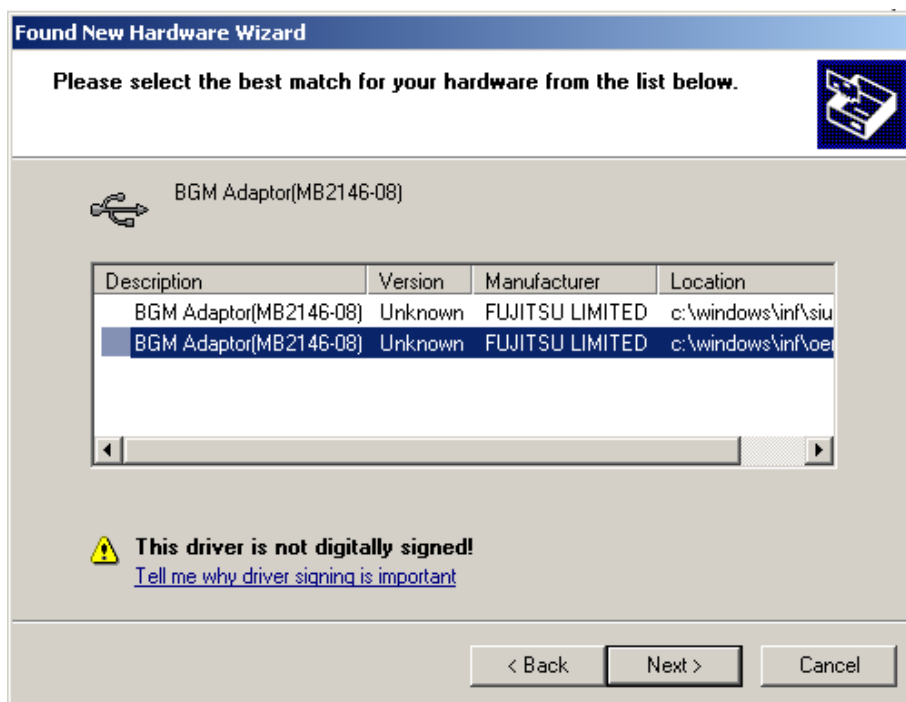 Found New Hardware Wizard
Please select the best match for your hardware from the list below.
BGM Adaptor(MB2146-08)
Description Version Manufacturer Location
BGM Adaptor(MB2146-08) Unknown FUJITSU LIMITED c:\windows\inf\siu
BGM Adaptor(MB2146-08) Unknown FUJITSU LIMITED c:\windows\inf\oe
This driver is not digitally signed!
Tell me why driver signing is important
< Back Next > Cancel